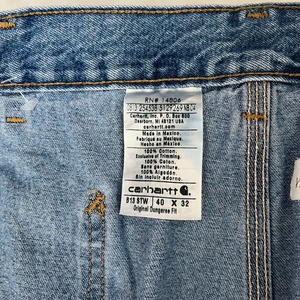 RN# 14806
Carhartt, Inc. P.O. Box 600
Dearborn, MI 48121 USA
carhartt.com
Made in Mexico.
Fabriqué au Mexique.
Hecho en Mexico.
100% Cotton.
Exclusive of Trimming.
100% Coton.
Sans garniture.
100% Algodón.
Sin incluir adorno.
carhartt
B13 STW 40 X 32
Original Dungaree Fit